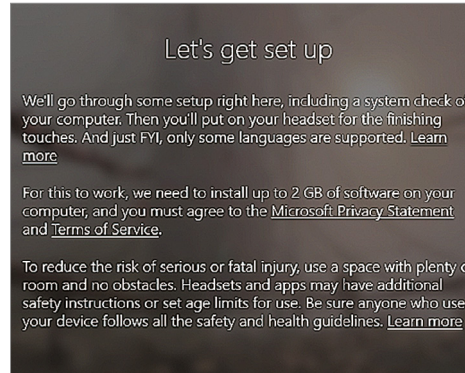 Let's get set up
We'll go through some setup right here, including a system check of
your computer. Then you'll put on your headset for the finishing
touches. And just FYI, only some languages are supported. Learn
more
For this to work, we need to install up to 2 GB of software on your
computer, and you must agree to the Microsoft Privacy Statement
and Terms of Service.
To reduce the risk of serious or fatal injury, use a space with plenty
room and no obstacles. Headsets and apps may have additional
safety instructions or set age limits for use. Be sure anyone who use
your device follows all the safety and health guidelines. Learn more